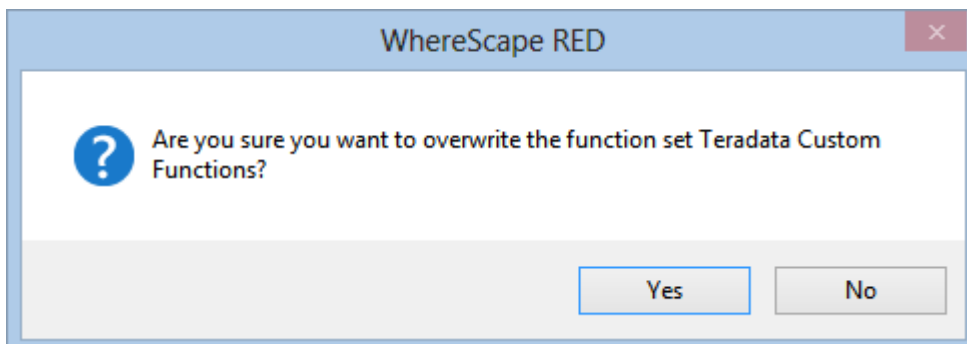 WhereScape RED
Are you sure you want to overwrite the function set Teradata Custom
Functions?
Yes
No